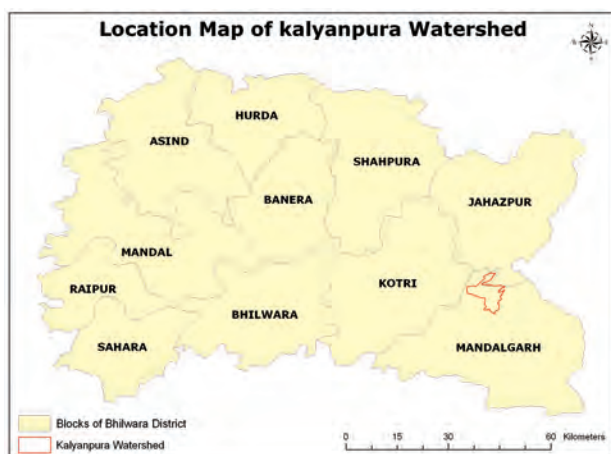 Location Map of kalyanpura Watershed
N
HURDA
ASIND
SHAHPURA
BANERA
JAHAZPUR
MANDAL
KOTRI
RAIPUR
BHILWARA
SAHARA
MANDALGARH
Blocks of Bhilwara District
Kalyanpura Watershed
Kilometers
0 15 30 60